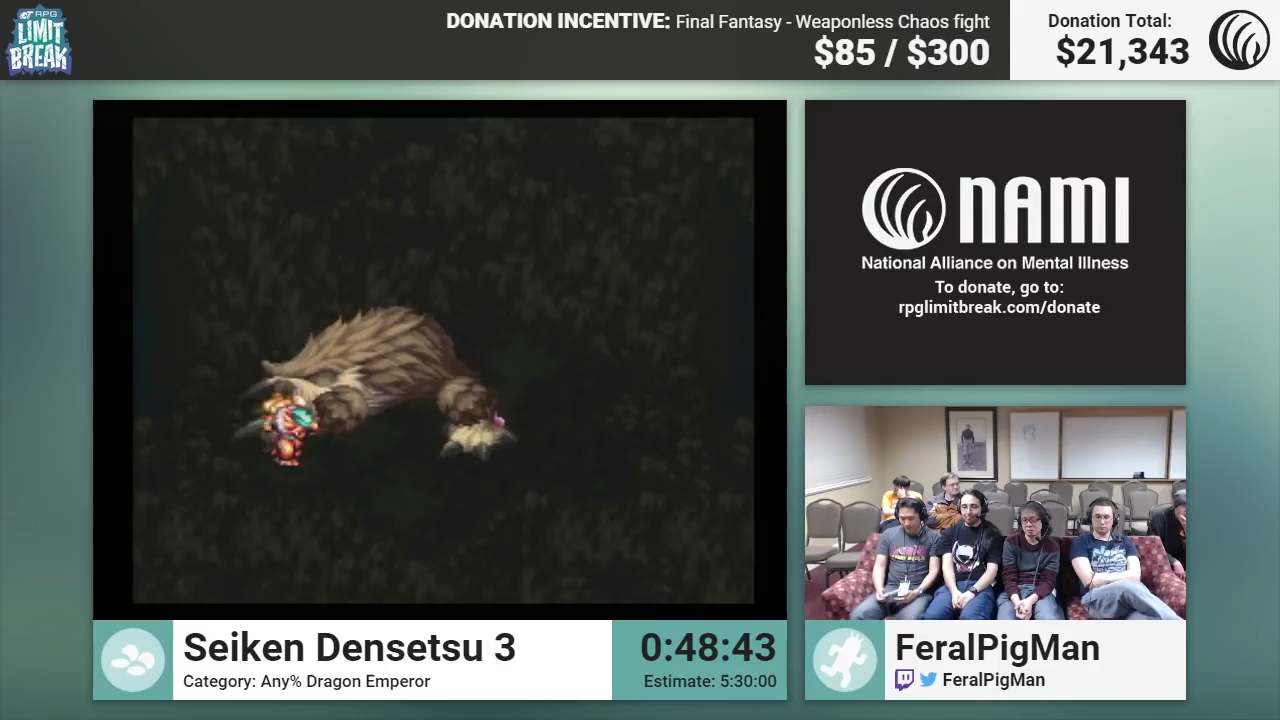 RPG
LIMIT
BREAK
DONATION INCENTIVE: Final Fantasy - Weaponless Chaos fight
$85 / $300
Donation Total:
$21,343
NAMI
National Alliance on Mental Illness
To donate, go to:
rpglimitbreak.com/donate
Seiken Densetsu 3
Category: Any% Dragon Emperor
0:48:43
Estimate: 5:30:00
FeralPigMan
FeralPigMan